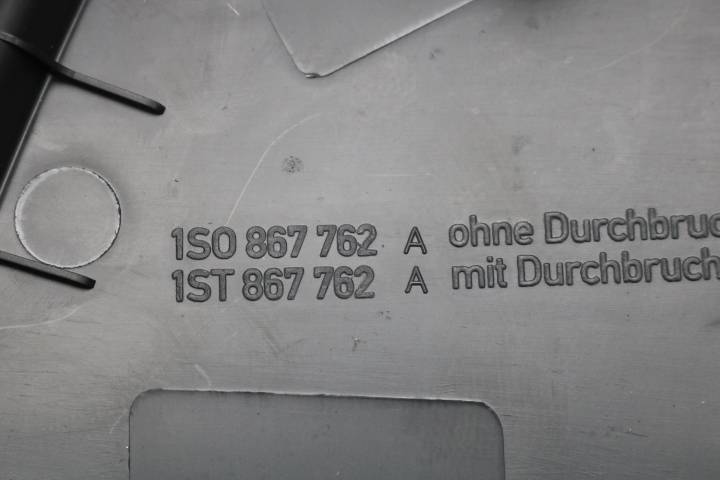 1S0 867 762 A ohne Durchbruc
1ST 867 762 A mit Durchbruch